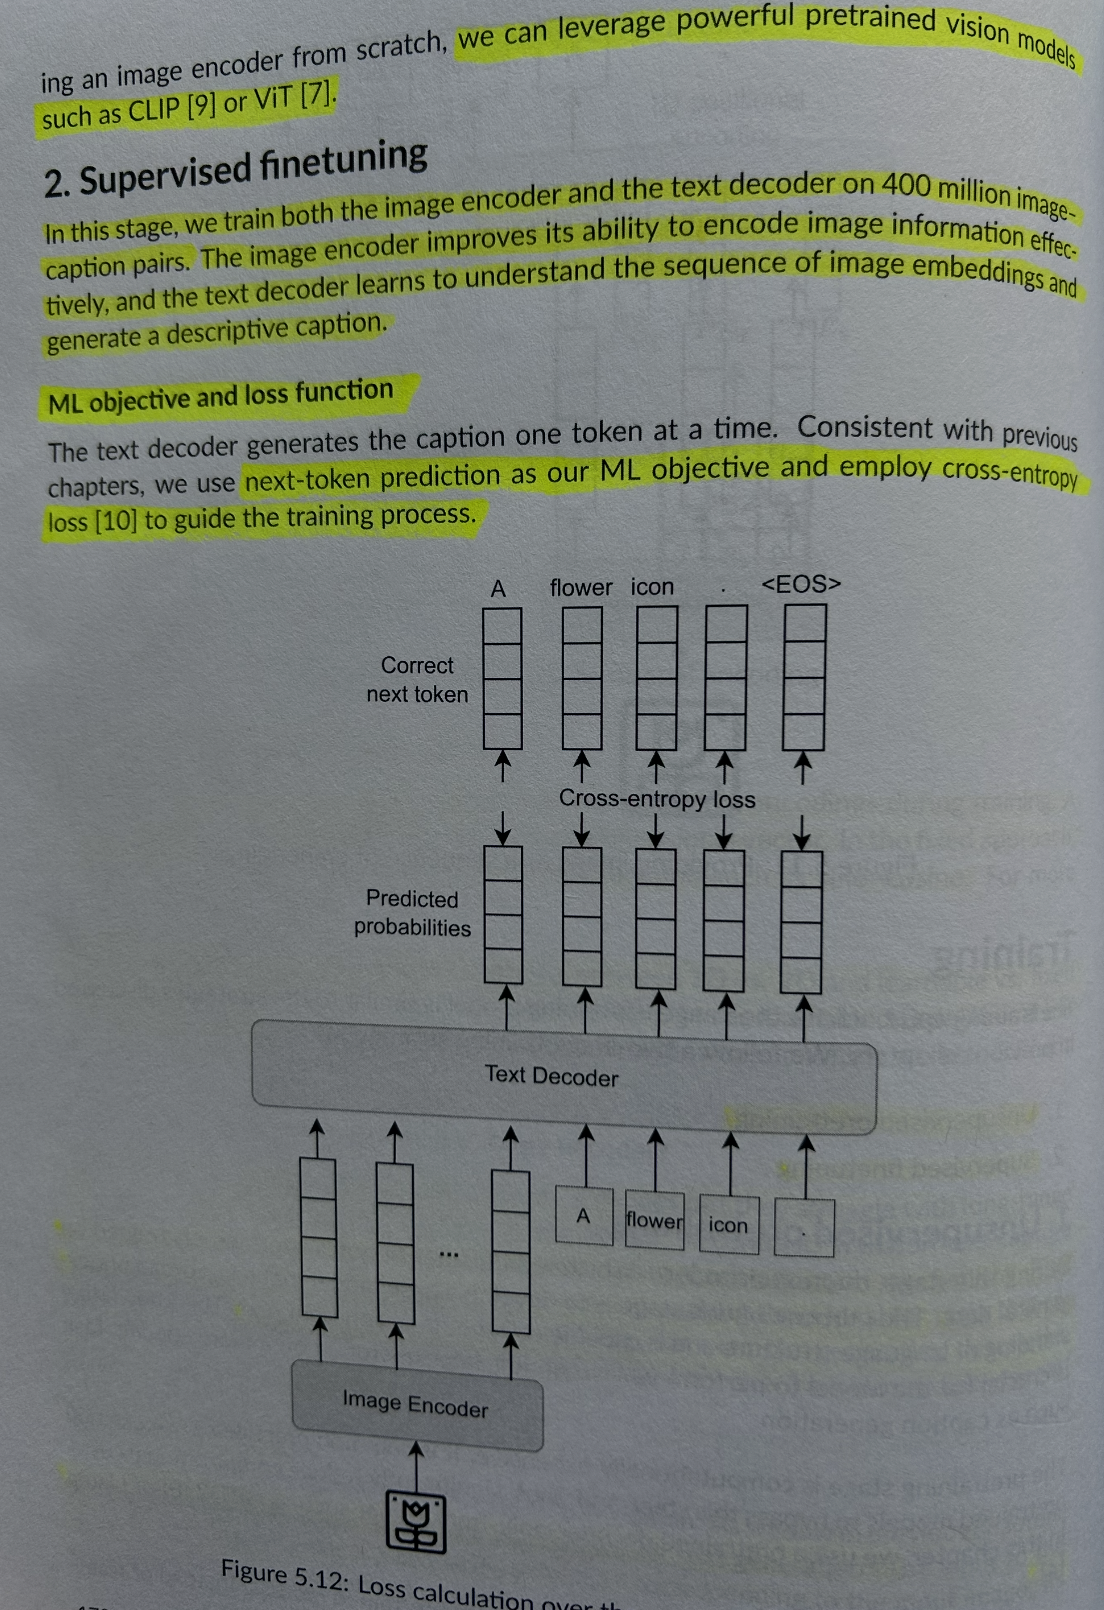 ing an image encoder from scratch, we can leverage powerful pretrained vision models
such as CLIP [9] or ViT [7].
2. Supervised finetuning
In this stage, we train both the image encoder and the text decoder on 400 million image-
caption pairs. The image encoder improves its ability to encode image information effec-
tively, and the text decoder learns to understand the sequence of image embeddings and
generate a descriptive caption.
ML objective and loss function
The text decoder generates the caption one token at a time. Consistent with previous
chapters, we use next-token prediction as our ML objective and employ cross-entropy
loss [10] to guide the training process.
A flower icon . <EOS>
Correct
next token
Cross-entropy loss
Predicted
probabilities
Text Decoder
A flower icon .
...
Image Encoder
Figure 5.12: Loss calculation over